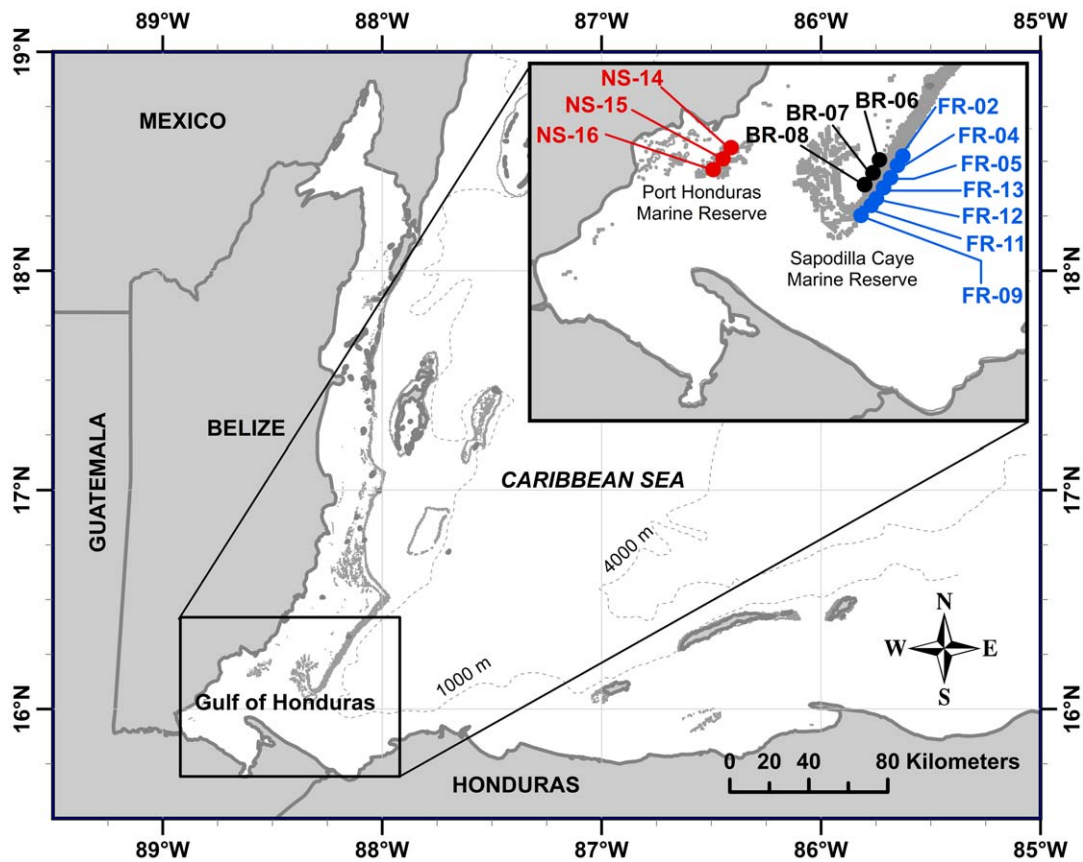 89°W
88°W
87°W
86°W
85°W
19°N
18°N
17°N
16°N
19°N
18°N
17°N
16°N
MEXICO
GUATEMALA
BELIZE
CARIBBEAN SEA
4000 m
1000 m
Gulf of Honduras
HONDURAS
NS-14
NS-15
NS-16
Port Honduras
Marine Reserve
BR-06
BR-07
BR-08
FR-02
FR-04
FR-05
FR-13
FR-12
FR-11
FR-09
Sapodilla Caye
Marine Reserve
N
W E
S
0 20 40 80 Kilometers
89°W
88°W
87°W
86°W
85°W